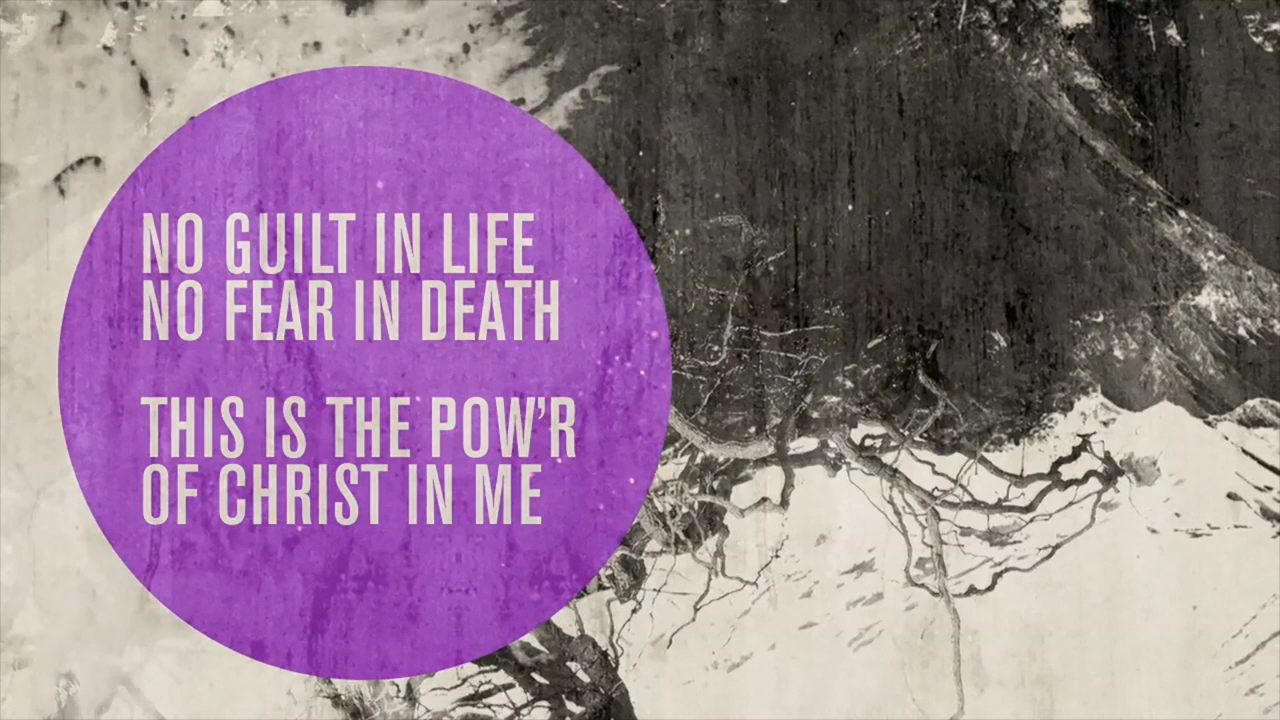 NO GUILT IN LIFE
NO FEAR IN DEATH
THIS IS THE POW’R
OF CHRIST IN ME